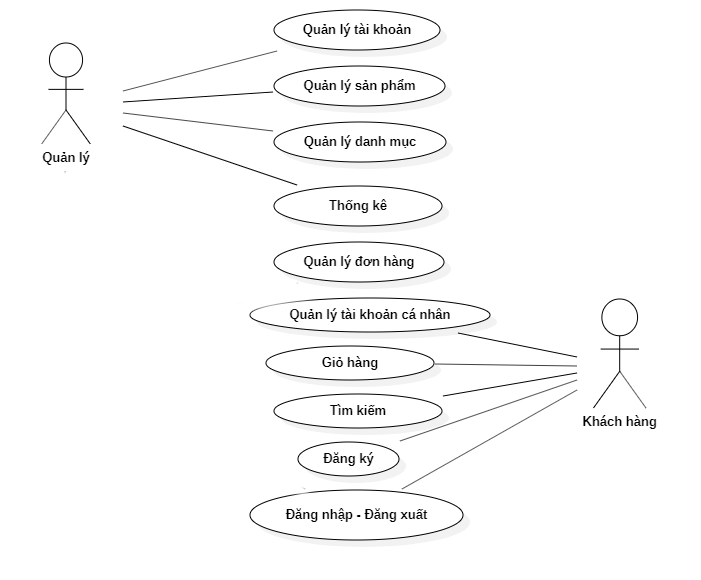 Quản lý tài khoản
Quản lý sản phẩm
Quản lý danh mục
Quản lý
Thống kê
Quản lý đơn hàng
Quản lý tài khoản cá nhân
Giỏ hàng
Tìm kiếm
Khách hàng
Đăng ký
Đăng nhập - Đăng xuất